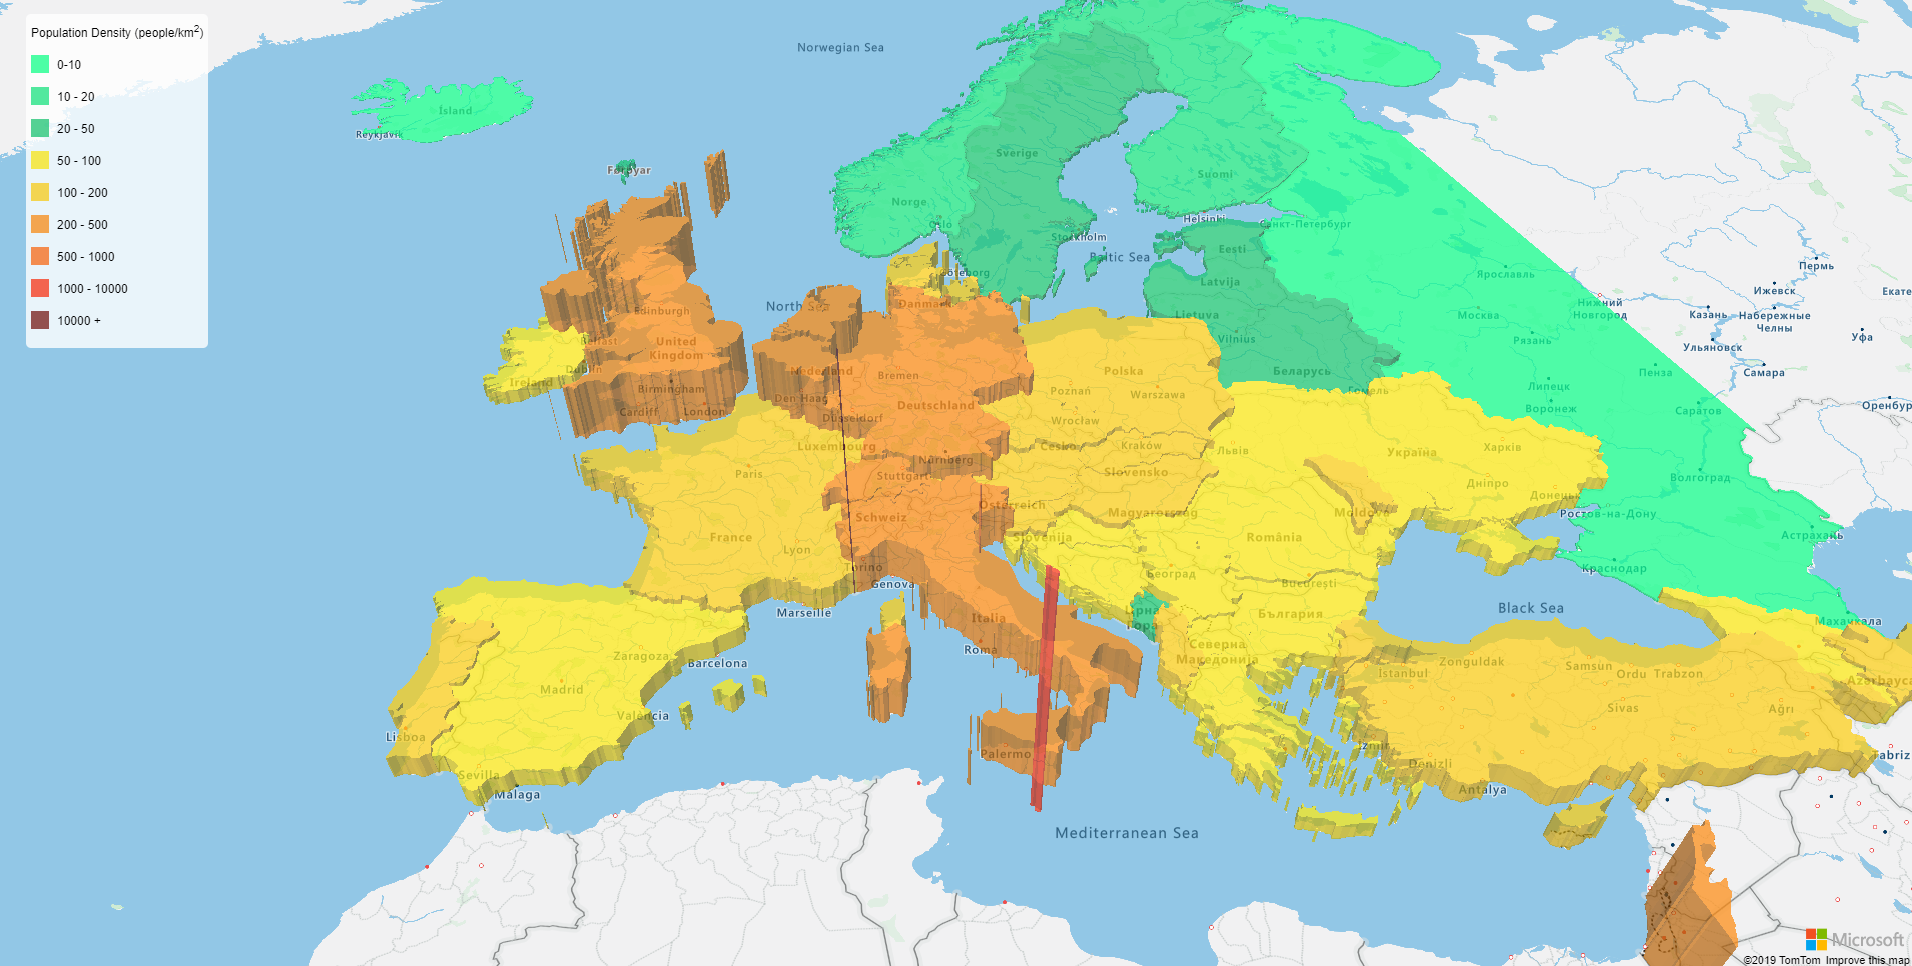 Population Density (people/km2)
0-10
10 - 20
20 - 50
50 - 100
100 - 200
200 - 500
500 - 1000
1000 - 10000
10000 +
Norwegian Sea
Ísland
Reykjavík
Føroyar
Sverige
Suomi
Norge
Oslo
Helsinki
Санкт-Петербург
Stockholm
Eesti
Baltic Sea
Göteborg
Latvija
Ярославль
Пермь
Ижевск
Екате
Нижний
Новгород
Казань
Набережные
Челны
Уфа
Danmark
North Sea
Edinburgh
Lietuva
Москва
Vilnius
Рязань
Ульяновск
Belfast
United
Kingdom
Dublin
Ireland
Nederland
Bremen
Polska
Беларусь
Пенза
Самара
Birmingham
Den Haag
Poznań
Warszawa
Гомель
Липецк
Воронеж
Саратов
Оренбур
Cardiff
London
Düsseldorf
Deutschland
Wrocław
Luxembourg
Česko
Kraków
Львів
Україна
Харків
Paris
Nürnberg
Stuttgart
Slovensko
Дніпро
Волгоград
Донецьк
Österreich
Magyarország
Moldova
Ростов-на-Дону
Schweiz
France
Lyon
Slovenija
România
Астрахань
Torino
Genova
Београд
București
Краснодар
Marseille
Italia
Црна
Гора
България
Black Sea
Махачкала
Roma
Северна
Македонија
Zaragoza
Barcelona
Madrid
Istanbul
Zonguldak
Samsun
Ordu
Trabzon
Azərbayca
València
Lisboa
Sivas
Ağrı
Palermo
İzmir
Denizli
Tabriz
Sevilla
Málaga
Antalya
Mediterranean Sea
Microsoft
©2019 TomTom Improve this map